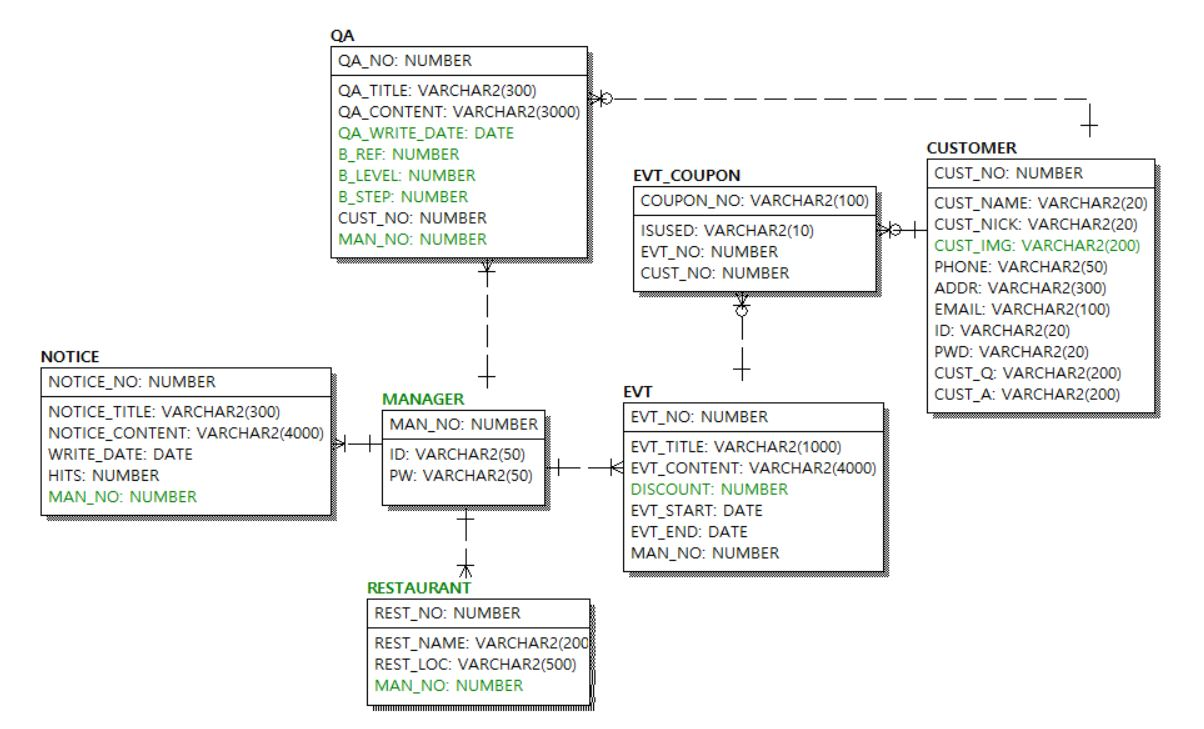 QA
QA_NO: NUMBER
QA_TITLE: VARCHAR2(300)
QA_CONTENT: VARCHAR2(3000)
QA_WRITE_DATE: DATE
B_REF: NUMBER
B_LEVEL: NUMBER
B_STEP: NUMBER
CUST_NO: NUMBER
MAN_NO: NUMBER
CUSTOMER
CUST_NO: NUMBER
CUST_NAME: VARCHAR2(20)
CUST_NICK: VARCHAR2(20)
CUST_IMG: VARCHAR2(200)
PHONE: VARCHAR2(50)
ADDR: VARCHAR2(300)
EMAIL: VARCHAR2(100)
ID: VARCHAR2(20)
PWD: VARCHAR2(20)
CUST_Q: VARCHAR2(200)
CUST_A: VARCHAR2(200)
EVT_COUPON
COUPON_NO: VARCHAR2(100)
ISUSED: VARCHAR2(10)
EVT_NO: NUMBER
CUST_NO: NUMBER
NOTICE
NOTICE_NO: NUMBER
NOTICE_TITLE: VARCHAR2(300)
NOTICE_CONTENT: VARCHAR2(4000)
WRITE_DATE: DATE
HITS: NUMBER
MAN_NO: NUMBER
MANAGER
MAN_NO: NUMBER
ID: VARCHAR2(50)
PW: VARCHAR2(50)
EVT
EVT_NO: NUMBER
EVT_TITLE: VARCHAR2(1000)
EVT_CONTENT: VARCHAR2(4000)
DISCOUNT: NUMBER
EVT_START: DATE
EVT_END: DATE
MAN_NO: NUMBER
RESTAURANT
REST_NO: NUMBER
REST_NAME: VARCHAR2(200
REST_LOC: VARCHAR2(500)
MAN_NO: NUMBER